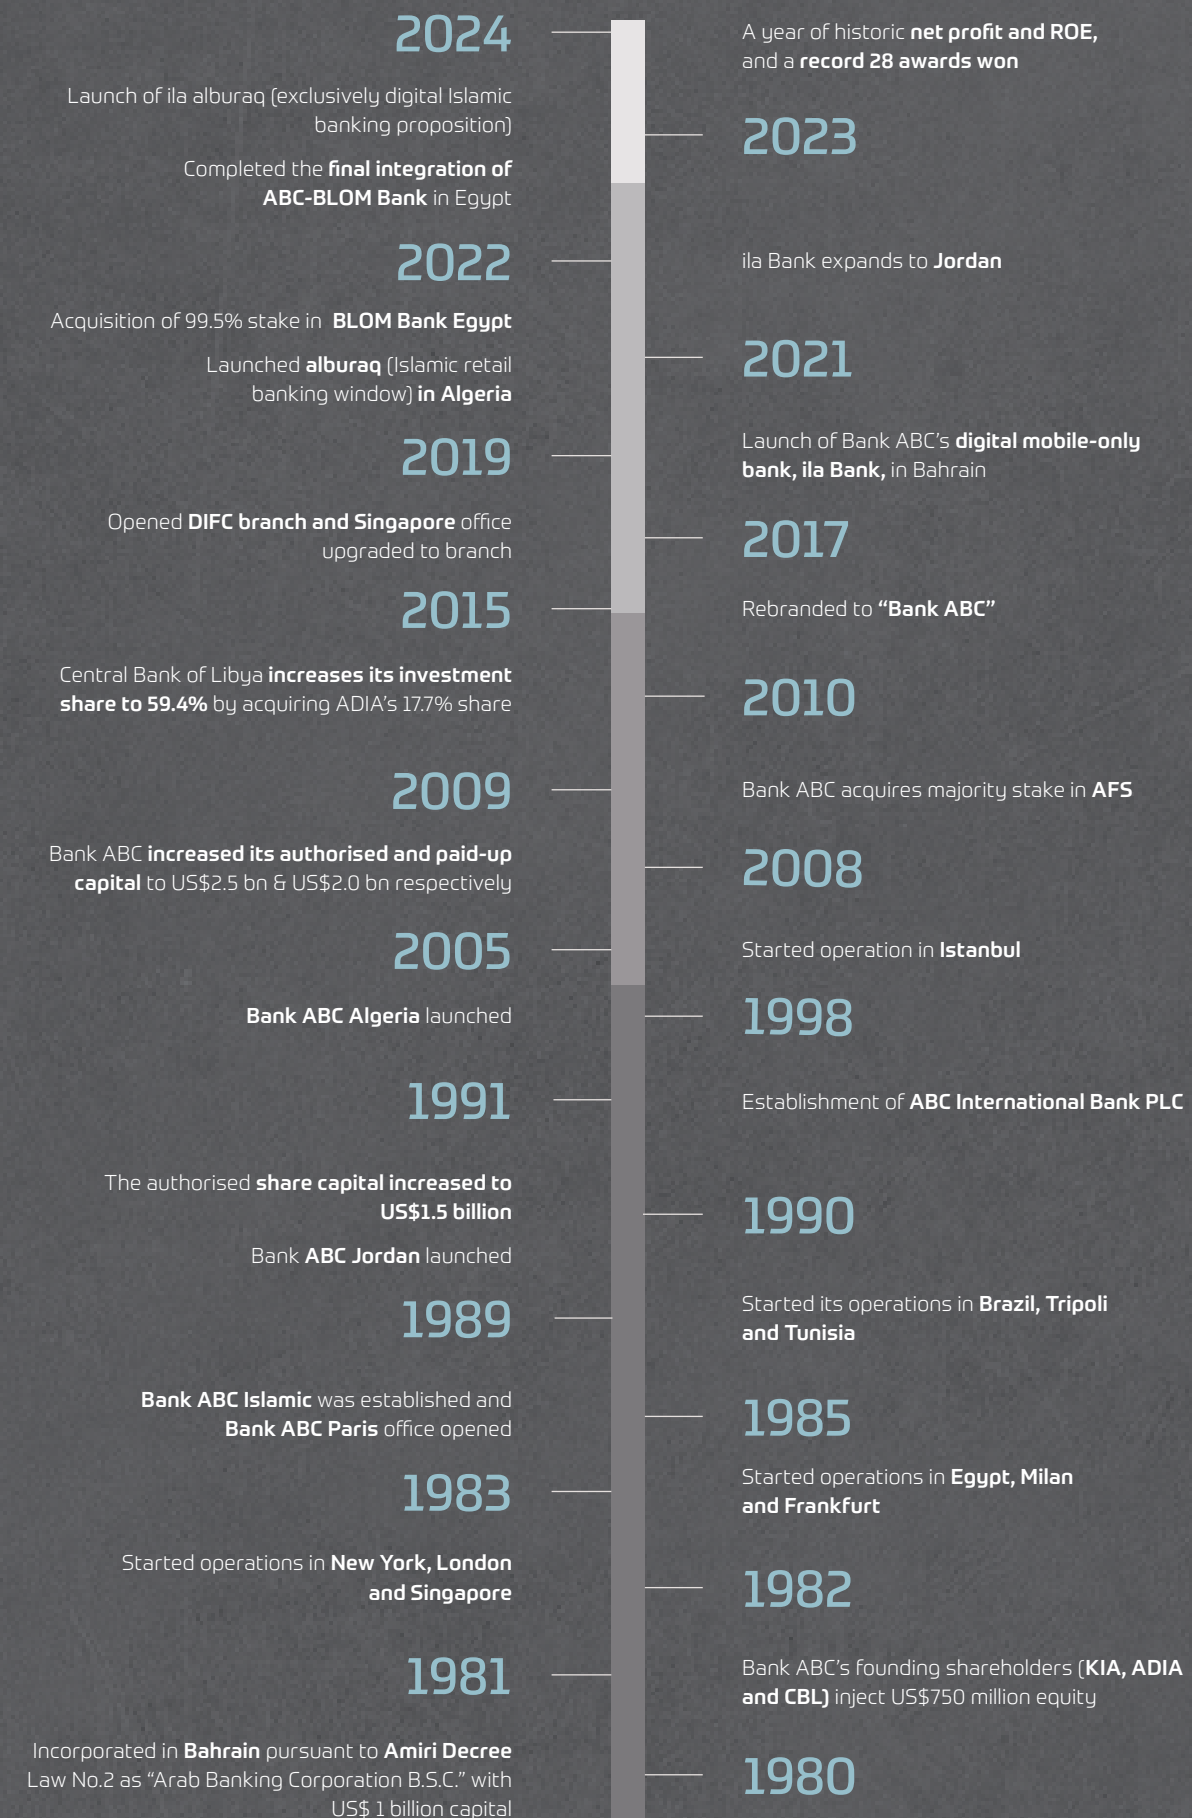 2024
A year of historic net profit and ROE,
and a record 28 awards won
2023
Launch of ila alburaq (exclusively digital Islamic
banking proposition)
Completed the final integration of
ABC-BLOM Bank in Egypt
2022
ila Bank expands to Jordan
2021
Acquisition of 99.5% stake in BLOM Bank Egypt
Launched alburaq (Islamic retail
banking window) in Algeria
2019
Launch of Bank ABC’s digital mobile-only
bank, ila Bank, in Bahrain
2017
Opened DIFC branch and Singapore office
upgraded to branch
2015
Rebranded to “Bank ABC”
2010
Central Bank of Libya increases its investment
share to 59.4% by acquiring ADIA’s 17.7% share
2009
Bank ABC acquires majority stake in AFS
2008
Bank ABC increased its authorised and paid-up
capital to US$2.5 bn & US$2.0 bn respectively
2005
Started operation in Istanbul
1998
Bank ABC Algeria launched
1991
Establishment of ABC International Bank PLC
1990
The authorised share capital increased to
US$1.5 billion
Bank ABC Jordan launched
1989
Started its operations in Brazil, Tripoli
and Tunisia
1985
Bank ABC Islamic was established and
Bank ABC Paris office opened
1983
Started operations in Egypt, Milan
and Frankfurt
1982
Started operations in New York, London
and Singapore
1981
Bank ABC’s founding shareholders (KIA, ADIA
and CBL) inject US$750 million equity
1980
Incorporated in Bahrain pursuant to Amiri Decree
Law No.2 as “Arab Banking Corporation B.S.C.” with
US$ 1 billion capital